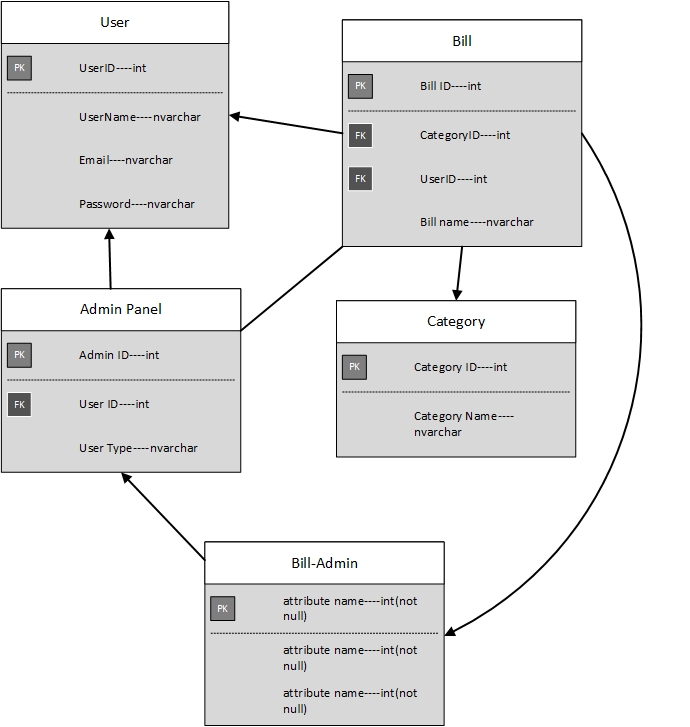 User
PK UserID----int
UserName----nvarchar
Email----nvarchar
Password----nvarchar
Bill
PK Bill ID----int
FK CategoryID----int
FK UserID----int
Bill name----nvarchar
Admin Panel
PK Admin ID----int
FK User ID----int
User Type----nvarchar
Category
PK Category ID----int
Category Name----
nvarchar
Bill-Admin
PK attribute name----int(not
null)
attribute name----int(not
null)
attribute name----int(not
null)